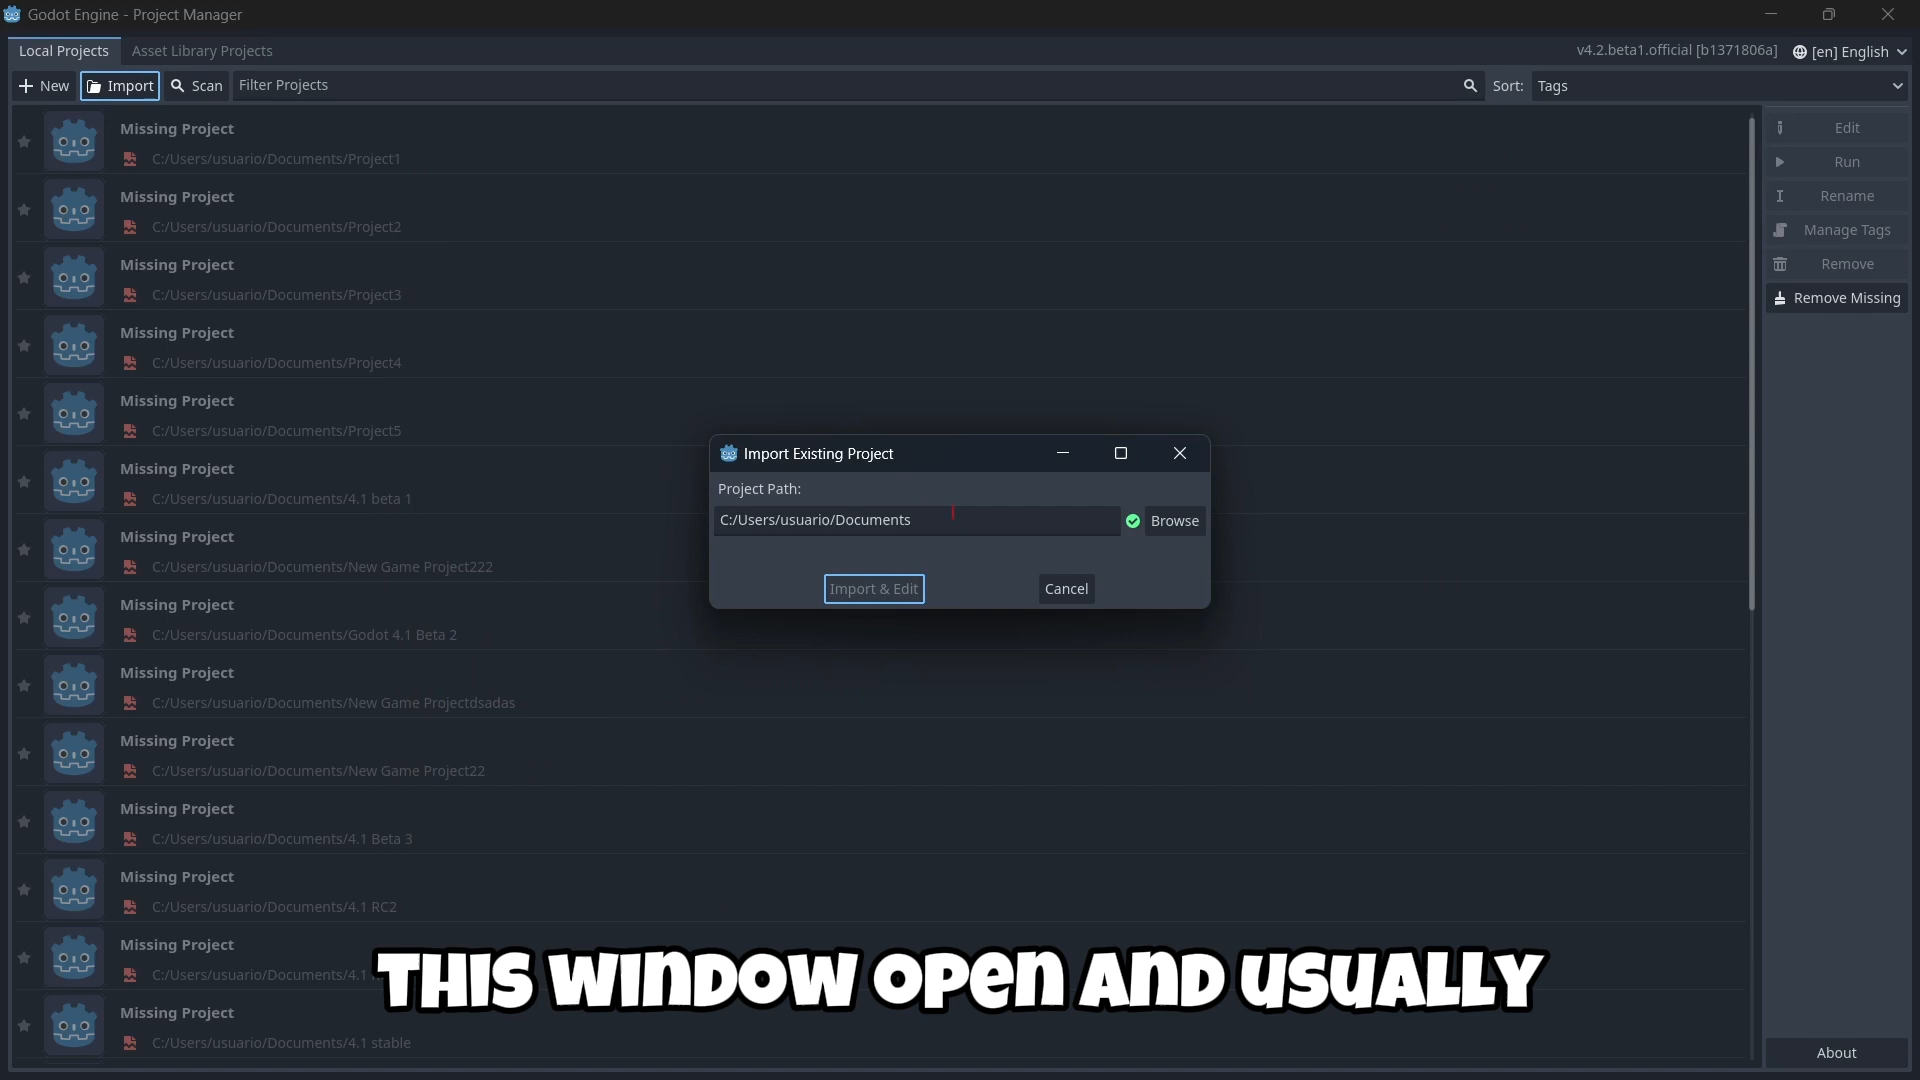 Godot Engine - Project Manager
Local Projects
Asset Library Projects
v4.2.beta1.official [b1371806a]
[en] English
New
Import
Scan
Filter Projects
Sort:
Tags
Missing Project
C:/Users/usuario/Documents/Project1
Missing Project
C:/Users/usuario/Documents/Project2
Missing Project
C:/Users/usuario/Documents/Project3
Missing Project
C:/Users/usuario/Documents/Project4
Missing Project
C:/Users/usuario/Documents/Project5
Missing Project
C:/Users/usuario/Documents/4.1 beta 1
Missing Project
C:/Users/usuario/Documents/New Game Project222
Missing Project
C:/Users/usuario/Documents/Godot 4.1 Beta 2
Missing Project
C:/Users/usuario/Documents/New Game Projectdsadas
Missing Project
C:/Users/usuario/Documents/New Game Project22
Missing Project
C:/Users/usuario/Documents/4.1 Beta 3
Missing Project
C:/Users/usuario/Documents/4.1 RC2
Missing Project
C:/Users/usuario/Documents/4.1
Missing Project
C:/Users/usuario/Documents/4.1 stable
Edit
Run
Rename
Manage Tags
Remove
Remove Missing
About
Import Existing Project
Project Path:
C:/Users/usuario/Documents
Browse
Import & Edit
Cancel
THIS WINDOW OPEN AND USUALLY